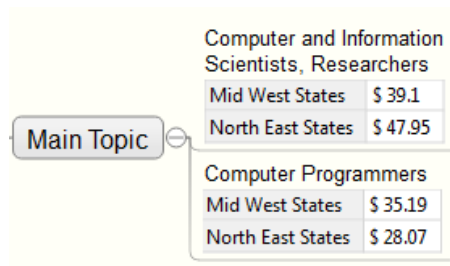 Computer and Information
Scientists, Researchers
Mid West States $ 39.1
North East States $ 47.95
Main Topic
Computer Programmers
Mid West States $ 35.19
North East States $ 28.07